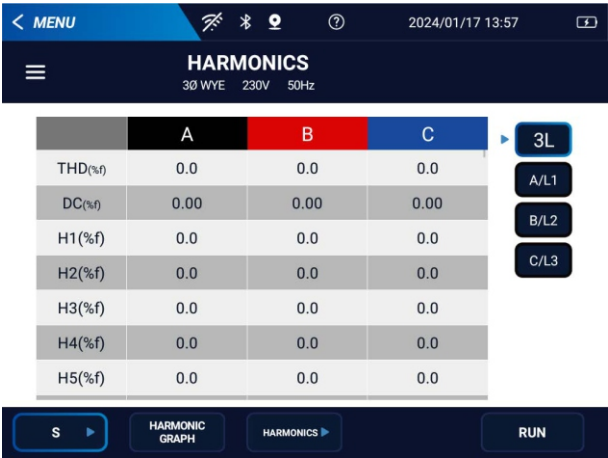 < MENU
2024/01/17 13:57
HARMONICS
3Ø WYE 230V 50Hz
A B C
THD(%f) 0.0 0.0 0.0
DC(%f) 0.00 0.00 0.00
H1(%f) 0.0 0.0 0.0
H2(%f) 0.0 0.0 0.0
H3(%f) 0.0 0.0 0.0
H4(%f) 0.0 0.0 0.0
H5(%f) 0.0 0.0 0.0
3L
A/L1
B/L2
C/L3
S
HARMONIC
GRAPH
HARMONICS
RUN